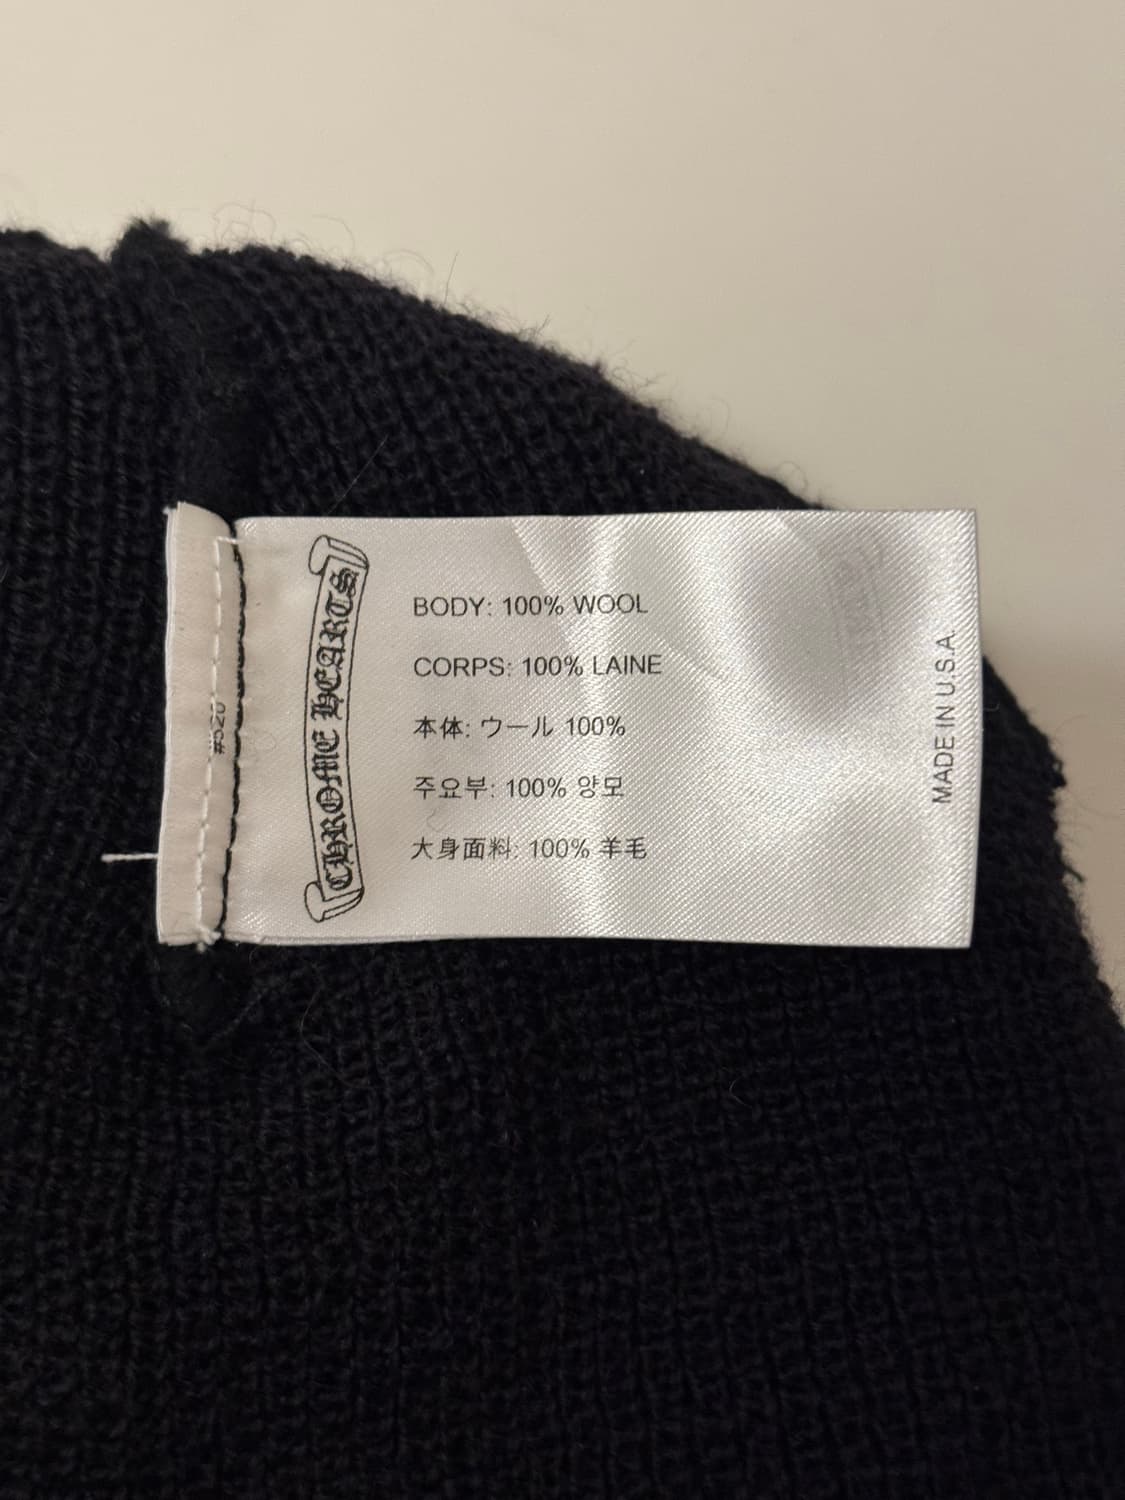 CHROME HEARTS
BODY: 100% WOOL
CORPS: 100% LAINE
本体: ウール 100%
주요부: 100% 양모
大身面料: 100% 羊毛
MADE IN U.S.A.
#520